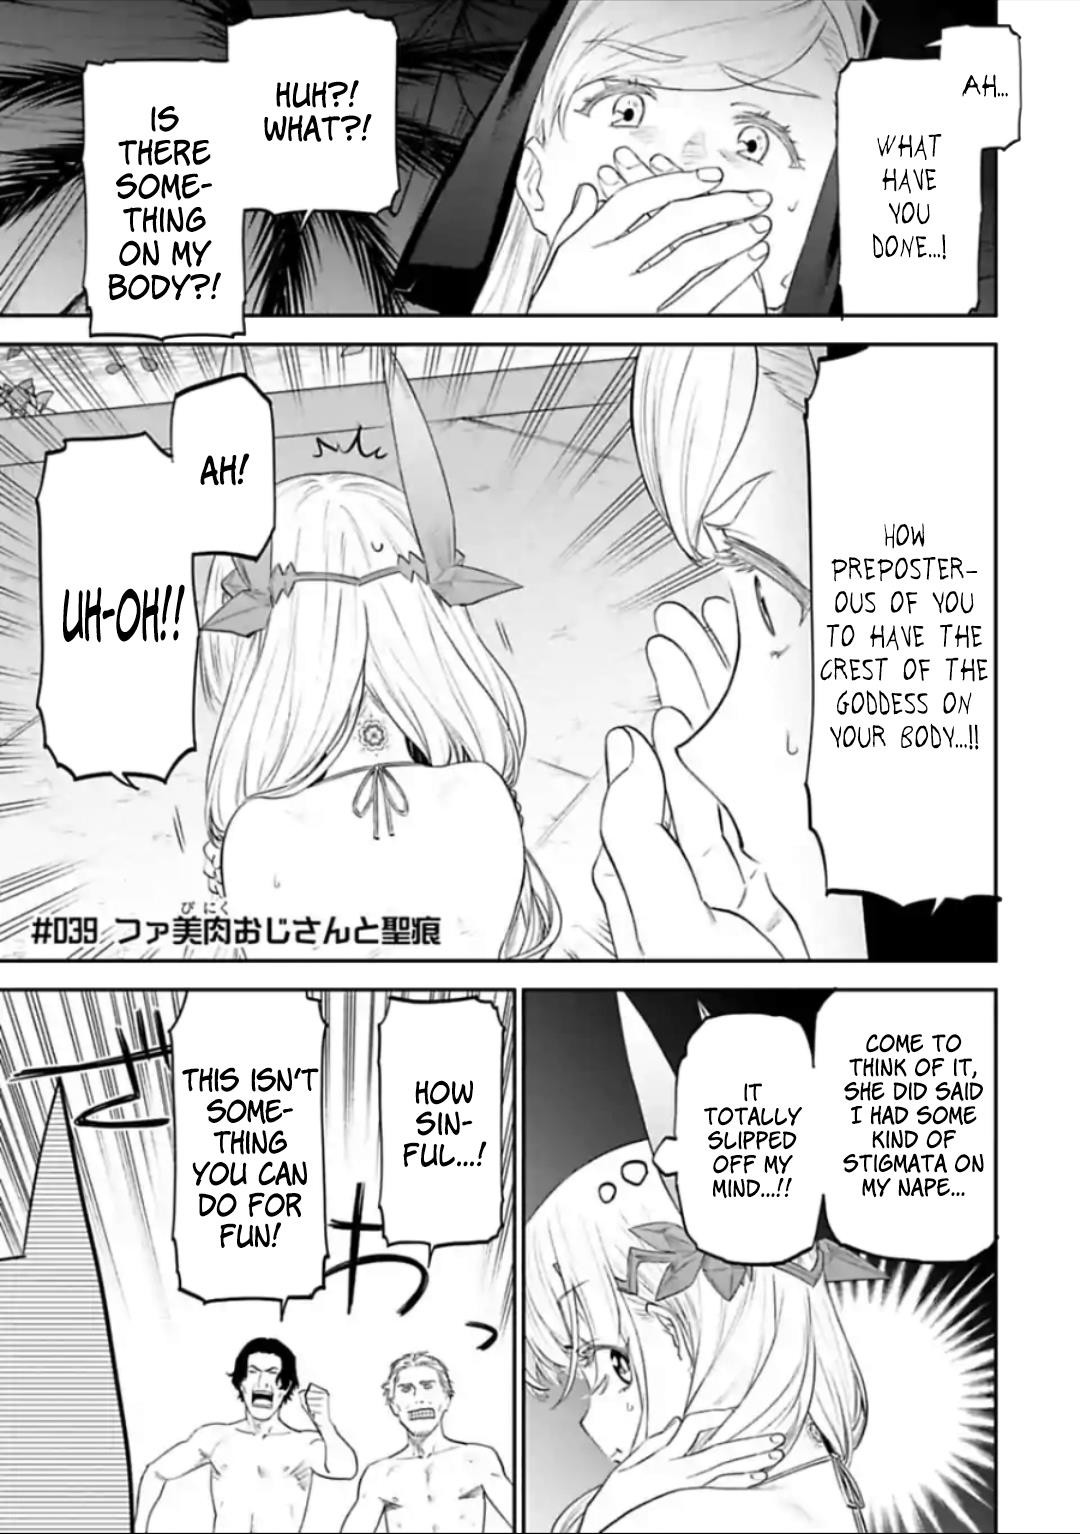 AH...
WHAT
HAVE
YOU
DONE...!
HUH?!
WHAT?!
IS
THERE
SOME-
THING
ON MY
BODY?!
HOW
PREPOSTER-
OUS OF YOU
TO HAVE THE
CREST OF THE
GODDESS ON
YOUR BODY...!!
AH!
UH-OH!!
びにく
#039 ファ美肉おじさんと聖痕
COME TO
THINK OF IT,
SHE DID SAID
I HAD SOME
KIND OF
STIGMATA ON
MY NAPE...
IT
TOTALLY
SLIPPED
OFF MY
MIND...!!
HOW
SIN-
FUL...!
THIS ISN'T
SOME-
THING
YOU CAN
DO FOR
FUN!
ざわっ